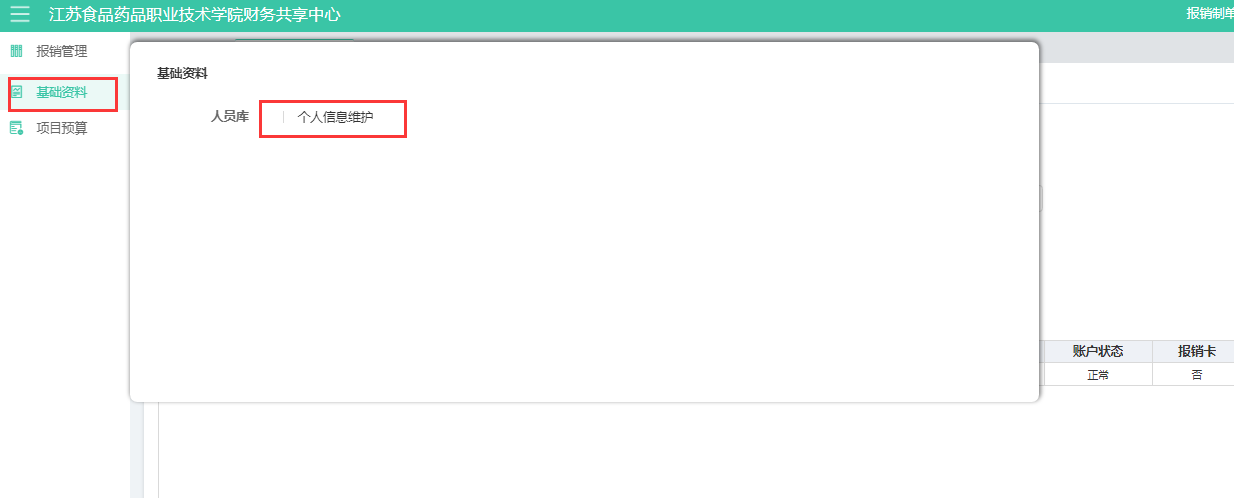 江苏食品药品职业技术学院财务共享中心
报销制单
报销管理
基础资料
项目预算
基础资料
人员库
个人信息维护
账户状态 报销卡
正常 否